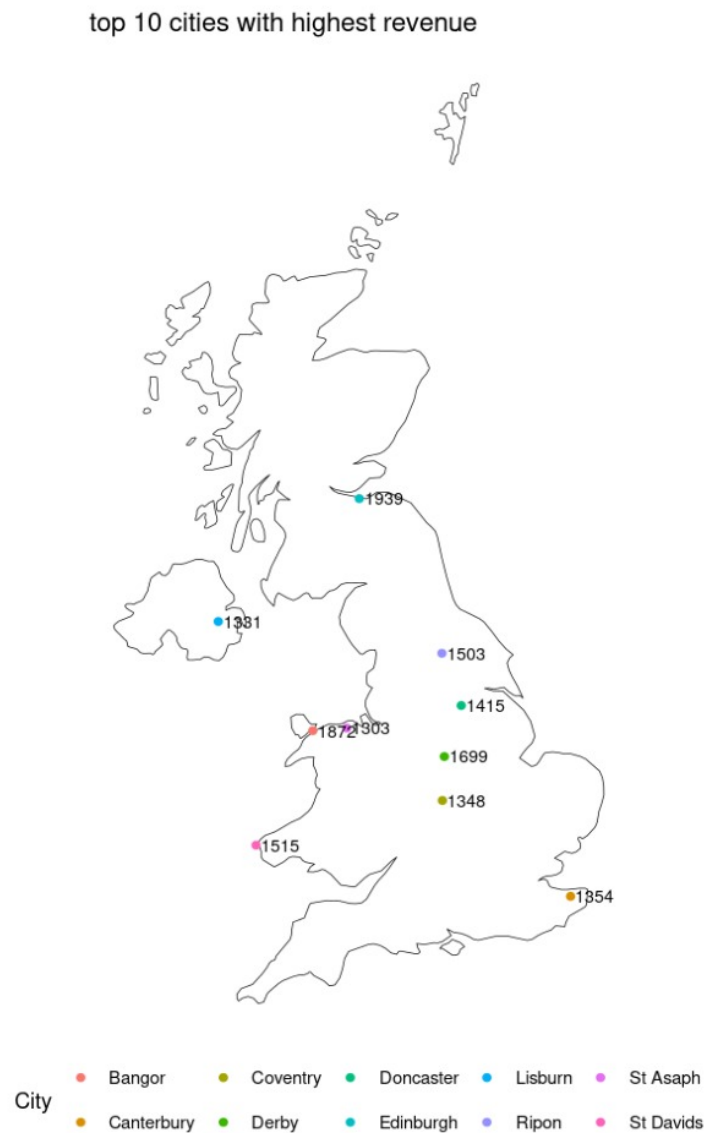 top 10 cities with highest revenue
1939
1331
1503
1415
1872
1303
1699
1348
1515
1354
City
Bangor Coventry Doncaster Lisburn St Asaph
Canterbury Derby Edinburgh Ripon St Davids